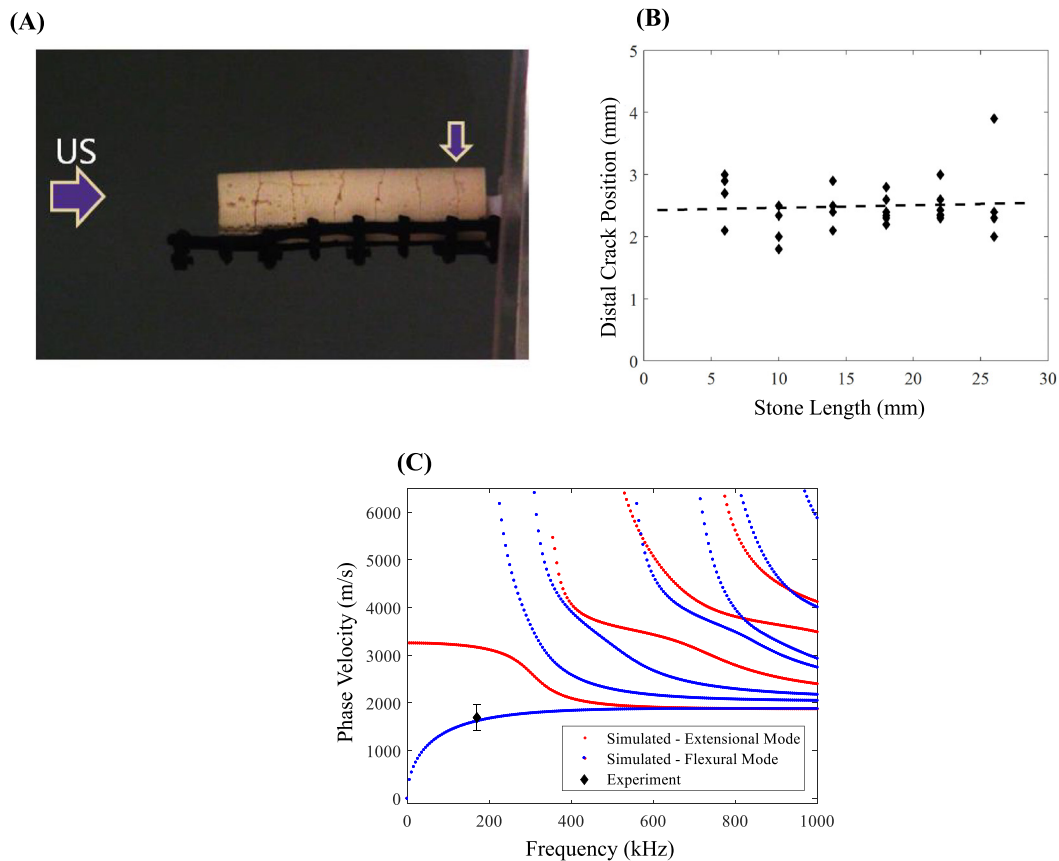 (A)
US
(B)
5
4
3
2
1
0
0 5 10 15 20 25 30
Distal Crack Position (mm)
Stone Length (mm)
(C)
6000
5000
4000
3000
2000
1000
0
0 200 400 600 800 1000
Phase Velocity (m/s)
Frequency (kHz)
Simulated - Extensional Mode
Simulated - Flexural Mode
Experiment